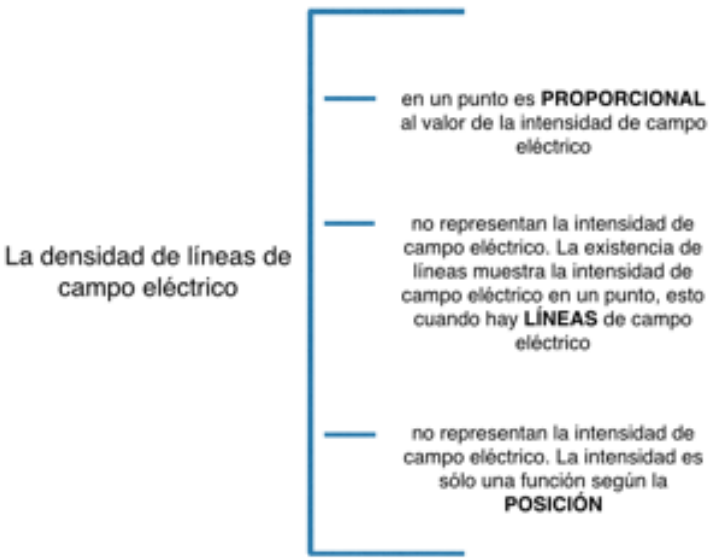 La densidad de líneas de
campo eléctrico
en un punto es PROPORCIONAL
al valor de la intensidad de campo
eléctrico
no representan la intensidad de
campo eléctrico. La existencia de
líneas muestra la intensidad de
campo eléctrico en un punto, esto
cuando hay LÍNEAS de campo
eléctrico
no representan la intensidad de
campo eléctrico. La intensidad es
sólo una función según la
POSICIÓN